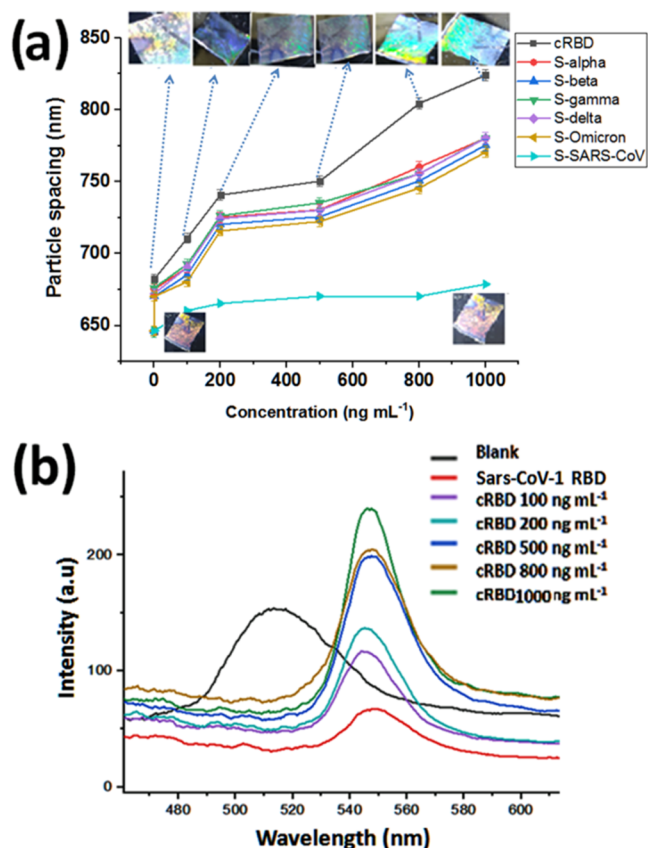 (a)
850
800
750
700
650
Particle spacing (nm)
0
200
400
600
800
1000
Concentration (ng mL⁻¹)
cRBD
S-alpha
S-beta
S-gamma
S-delta
S-Omicron
S-SARS-CoV
(b)
Blank
Sars-CoV-1 RBD
cRBD 100 ng mL⁻¹
cRBD 200 ng mL⁻¹
cRBD 500 ng mL⁻¹
cRBD 800 ng mL⁻¹
cRBD 1000 ng mL⁻¹
200
100
0
Intensity (a.u)
480
500
520
540
560
580
600
Wavelength (nm)